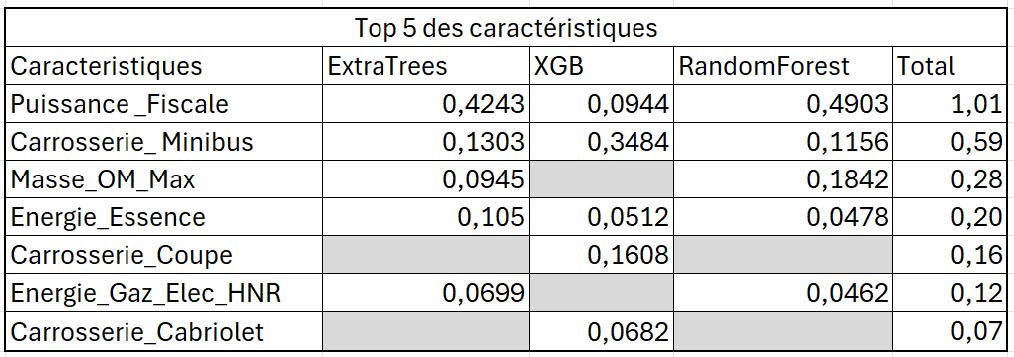 Top 5 des caractéristiques
Caracteristiques ExtraTrees XGB RandomForest Total
Puissance _Fiscale 0,4243 0,0944 0,4903 1,01
Carrosserie_ Minibus 0,1303 0,3484 0,1156 0,59
Masse_OM_Max 0,0945 0,1842 0,28
Energie_Essence 0,105 0,0512 0,0478 0,20
Carrosserie_Coupe 0,1608 0,16
Energie_Gaz_Elec_HNR 0,0699 0,0462 0,12
Carrosserie_Cabriolet 0,0682 0,07